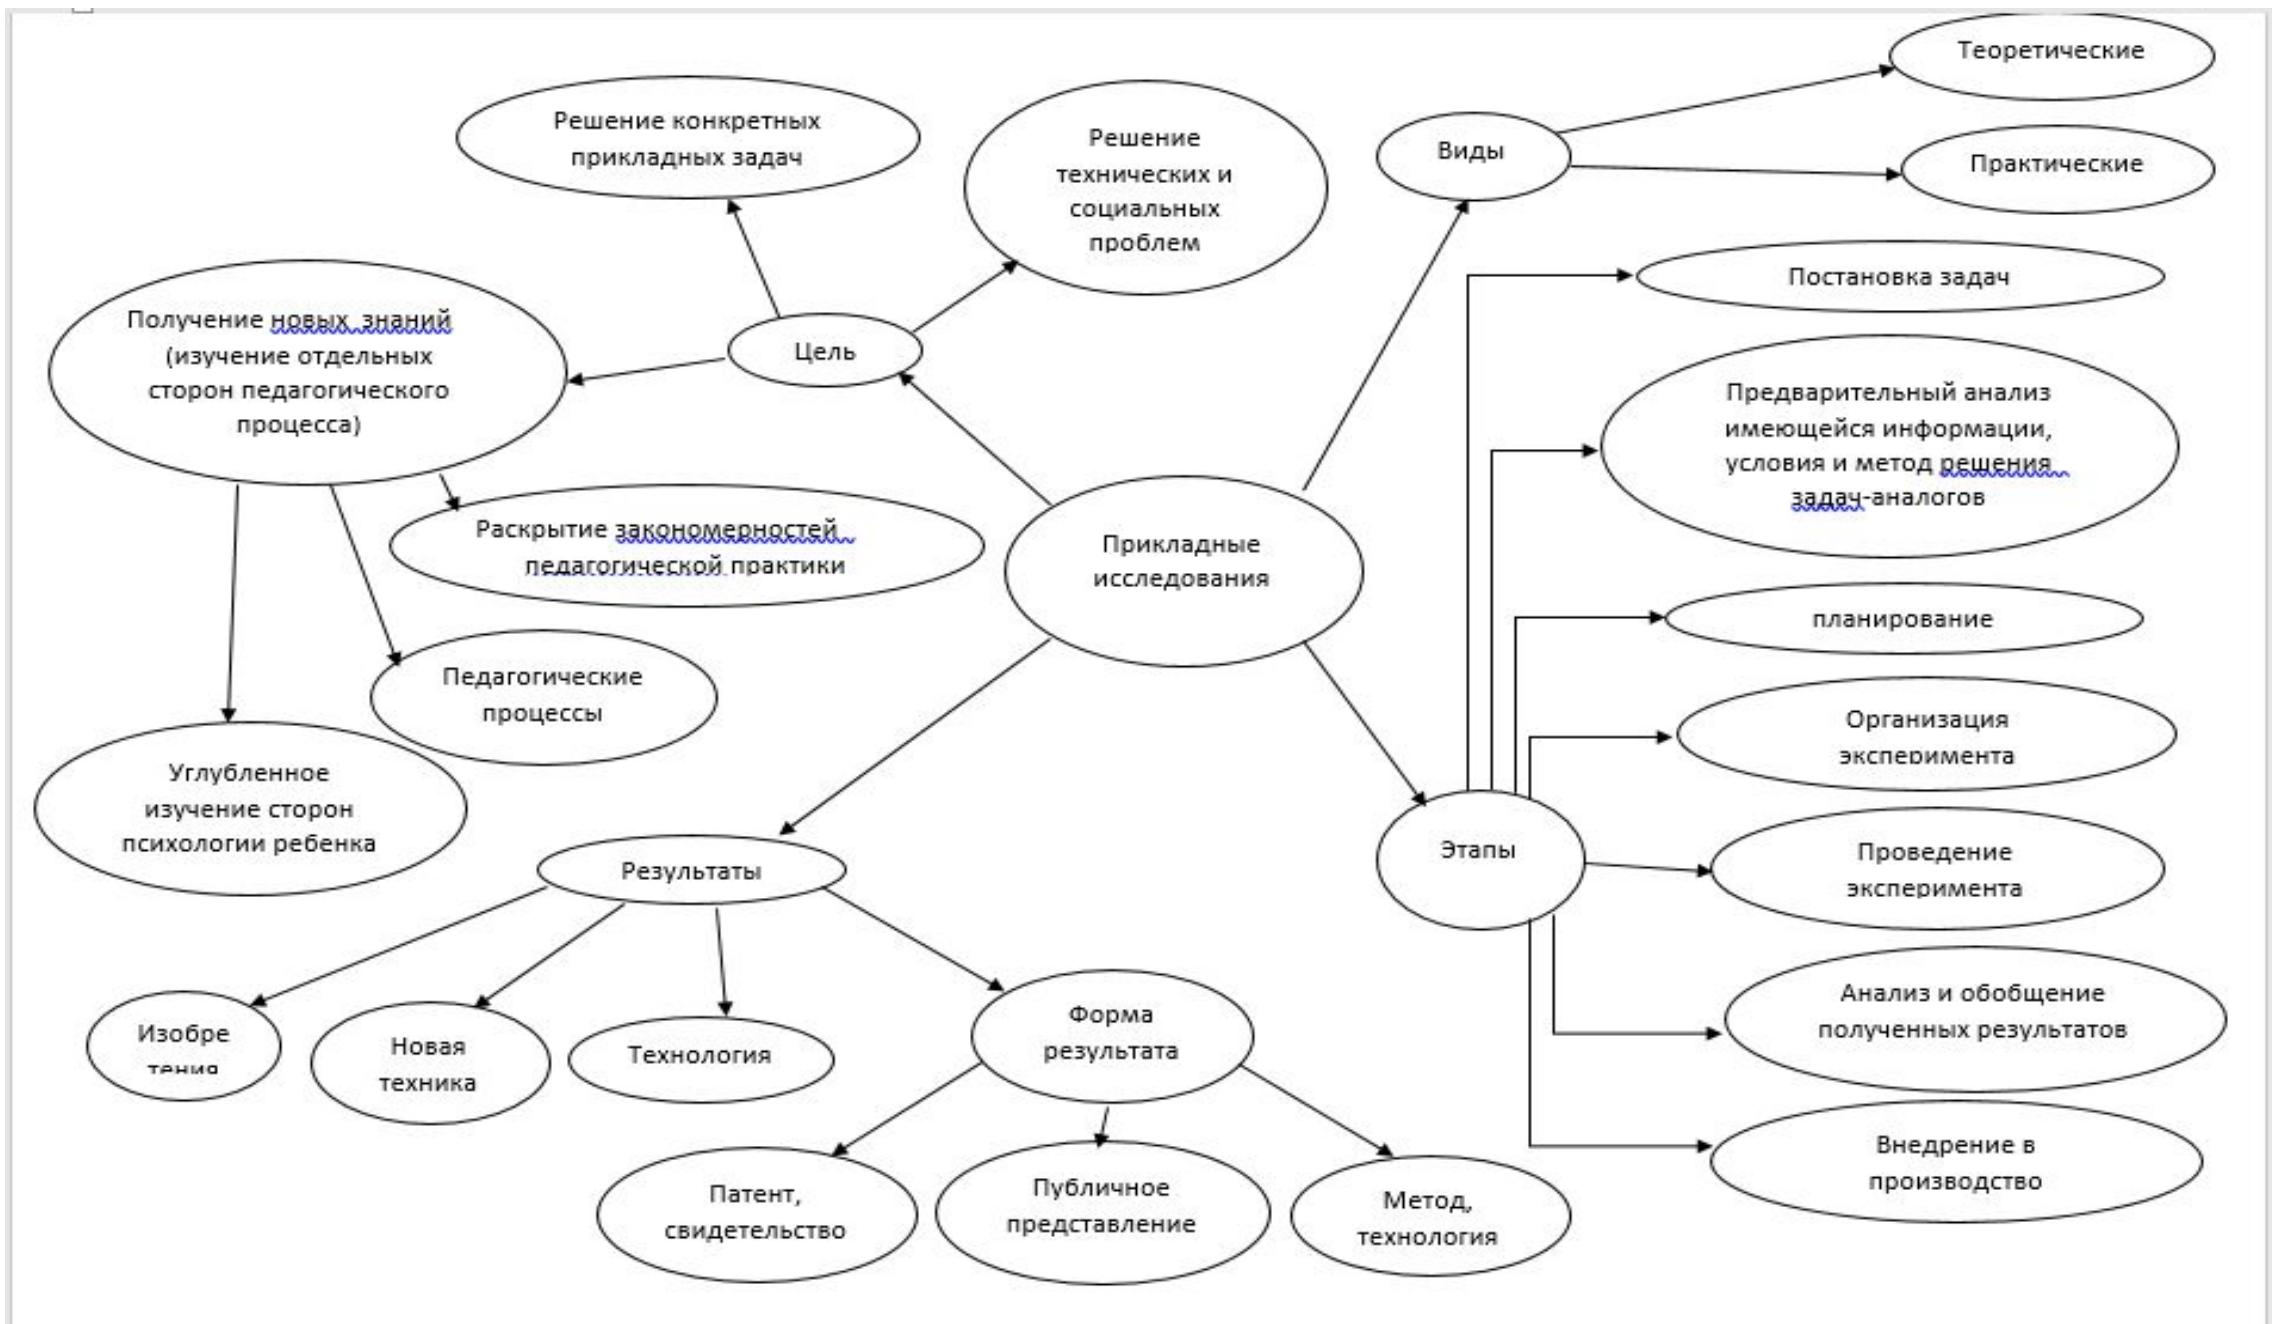 Теоретические
Решение конкретных
прикладных задач
Решение
технических и
социальных
проблем
Виды
Практические
Постановка задач
Получение новых знаний
(изучение отдельных
сторон педагогического
процесса)
Цель
Предварительный анализ
имеющейся информации,
условия и метод решения
задач-аналогов
Раскрытие закономерностей
педагогической практики
Прикладные
исследования
планирование
Педагогические
процессы
Организация
эксперимента
Углубленное
изучение сторон
психологии ребенка
Результаты
Этапы
Проведение
эксперимента
Изобре
тения
Новая
техника
Технология
Форма
результата
Анализ и обобщение
полученных результатов
Патент,
свидетельство
Публичное
представление
Метод,
технология
Внедрение в
производство